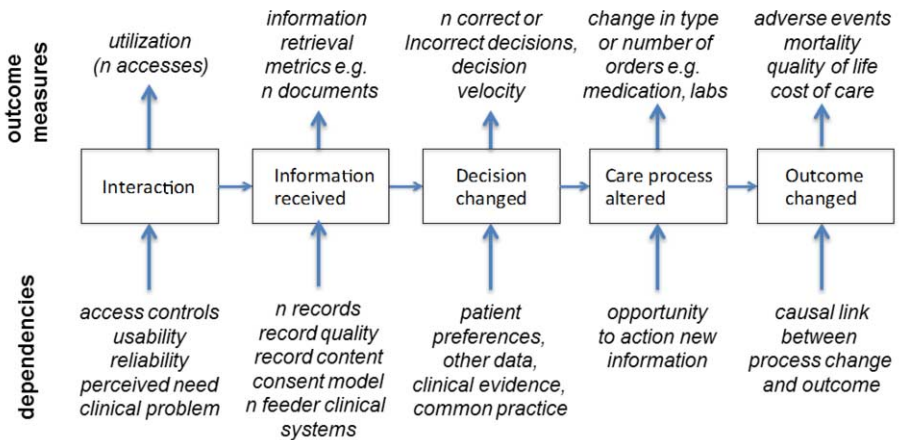 outcome
measures
utilization
(n accesses)
information
retrieval
metrics e.g.
n documents
n correct or
Incorrect decisions,
decision
velocity
change in type
or number of
orders e.g.
medication, labs
adverse events
mortality
quality of life
cost of care
Interaction
Information
received
Decision
changed
Care process
altered
Outcome
changed
dependencies
access controls
usability
reliability
perceived need
clinical problem
n records
record quality
record content
consent model
n feeder clinical
systems
patient
preferences,
other data,
clinical evidence,
common practice
opportunity
to action new
information
causal link
between
process change
and outcome